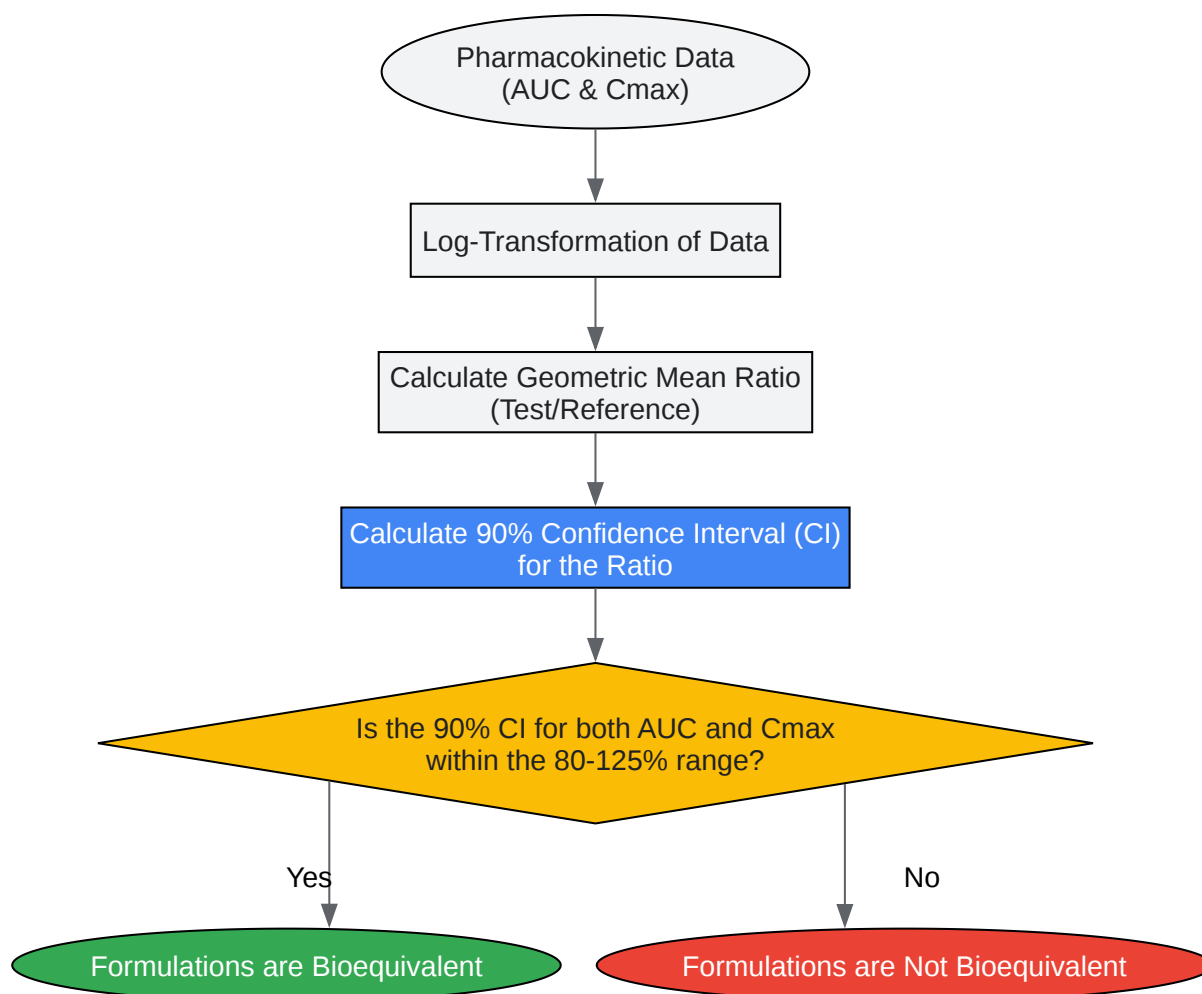 Pharmacokinetic Data
(AUC & Cmax)
Log-Transformation of Data
Calculate Geometric Mean Ratio
(Test/Reference)
Calculate 90% Confidence Interval (CI)
for the Ratio
Is the 90% CI for both AUC and Cmax
within the 80-125% range?
Yes
No
Formulations are Bioequivalent
Formulations are Not Bioequivalent